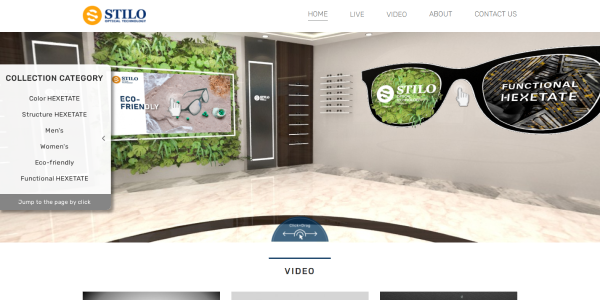 STILO
OPTICAL TECHNOLOGY
HOME
LIVE
VIDEO
ABOUT
CONTACT US
COLLECTION CATEGORY
Color HEXETATE
Structure HEXETATE
Men's
Women's
Eco-friendly
Functional HEXETATE
Jump to the page by click
STILO
ECO-
FRIENDLY
STILO
STILO
FUNCTIONAL
HEXETATE
VIDEO